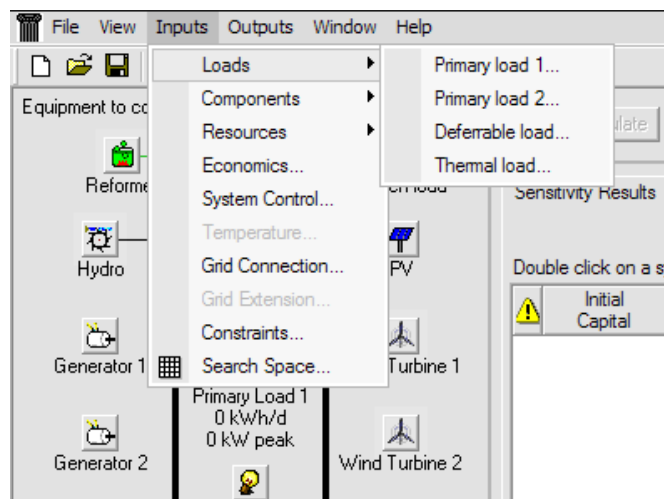 File View Inputs Outputs Window Help
Loads
Components
Resources
Economics...
System Control...
Temperature...
Grid Connection...
Grid Extension...
Constraints...
Search Space...
Primary load 1...
Primary load 2...
Deferrable load...
Thermal load...
Equipment to co
Reforme
Hydro
PV
Generator 1
Turbine 1
Primary Load 1
0 kWh/d
0 kW peak
Generator 2
Wind Turbine 2
Sensitivity Results
Double click on a s
Initial
Capital